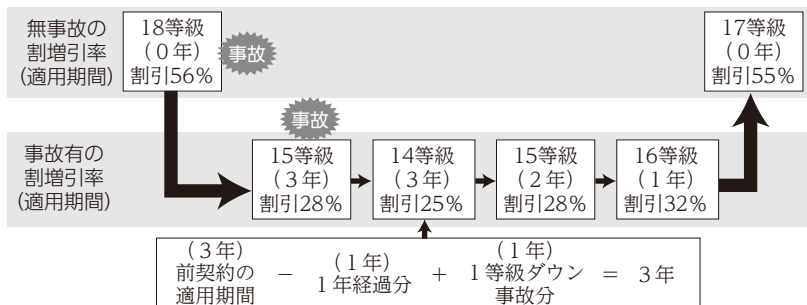 無事故の
割増引率
(適用期間)
18等級
(0年)
割引56%
事故
17等級
(0年)
割引55%
事故
事故有の
割増引率
(適用期間)
15等級
(3年)
割引28%
14等級
(3年)
割引25%
15等級
(2年)
割引28%
16等級
(1年)
割引32%
(3年)
前契約の
適用期間
−
(1年)
1年経過分
+
(1年)
1等級ダウン
事故分
= 3年